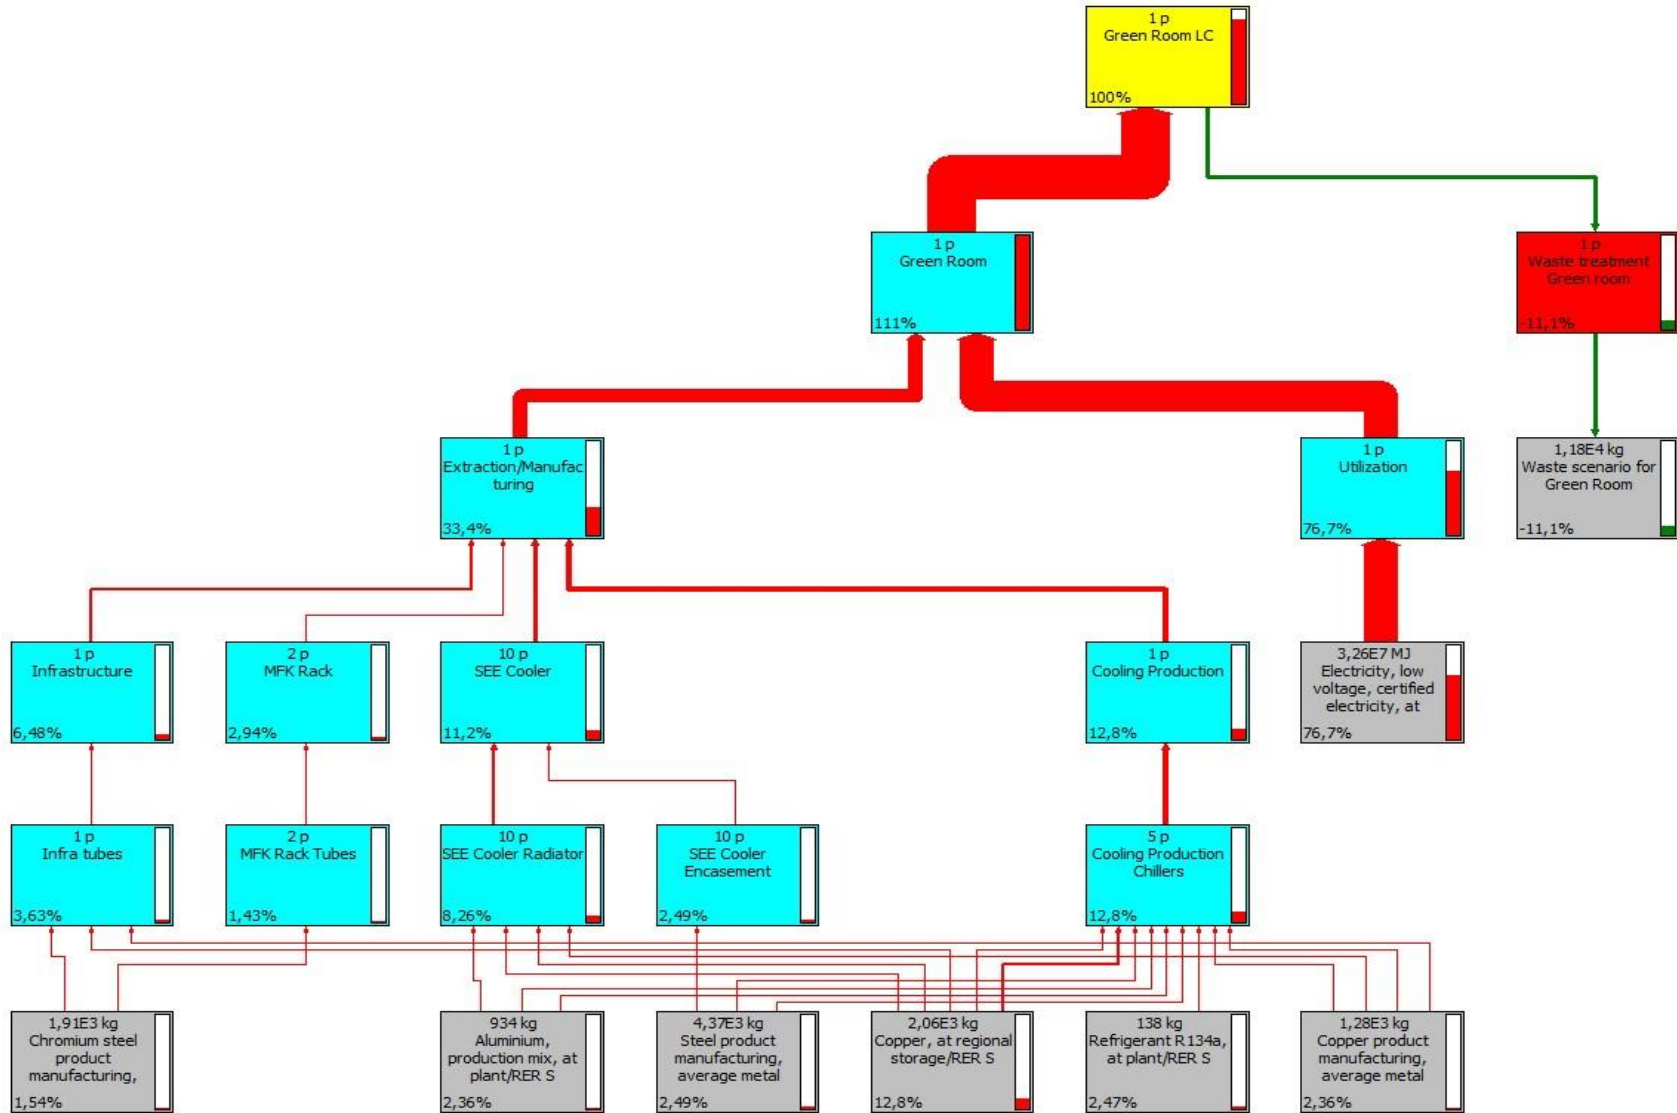 1 p
Green Room LC
100%
1 p
Green Room
111%
1 p
Waste treatment
Green room
-11,1%
1 p
Extraction/Manufac
turing
33,4%
1 p
Utilization
76,7%
1,18E4 kg
Waste scenario for
Green Room
-11,1%
1 p
Infrastructure
6,48%
2 p
MFK Rack
2,94%
10 p
SEE Cooler
11,2%
1 p
Cooling Production
12,8%
3,26E7 MJ
Electricity, low
voltage, certified
electricity, at
76,7%
1 p
Infra tubes
3,63%
2 p
MFK Rack Tubes
1,43%
10 p
SEE Cooler Radiator
8,26%
10 p
SEE Cooler
Encasement
2,49%
5 p
Cooling Production
Chillers
12,8%
1,91E3 kg
Chromium steel
product
manufacturing,
1,54%
934 kg
Aluminium,
production mix, at
plant/RER S
2,36%
4,37E3 kg
Steel product
manufacturing,
average metal
2,49%
2,06E3 kg
Copper, at regional
storage/RER S
12,8%
138 kg
Refrigerant R134a,
at plant/RER S
2,47%
1,28E3 kg
Copper product
manufacturing,
average metal
2,36%